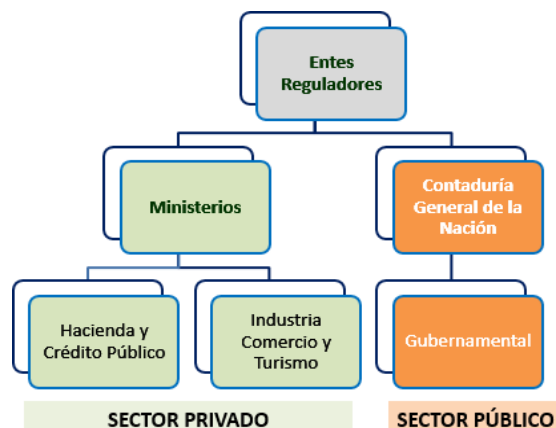 Entes
Reguladores
Ministerios
Contaduría
General de la
Nación
Hacienda y
Crédito Público
Industria
Comercio y
Turismo
Gubernamental
SECTOR PRIVADO
SECTOR PÚBLICO